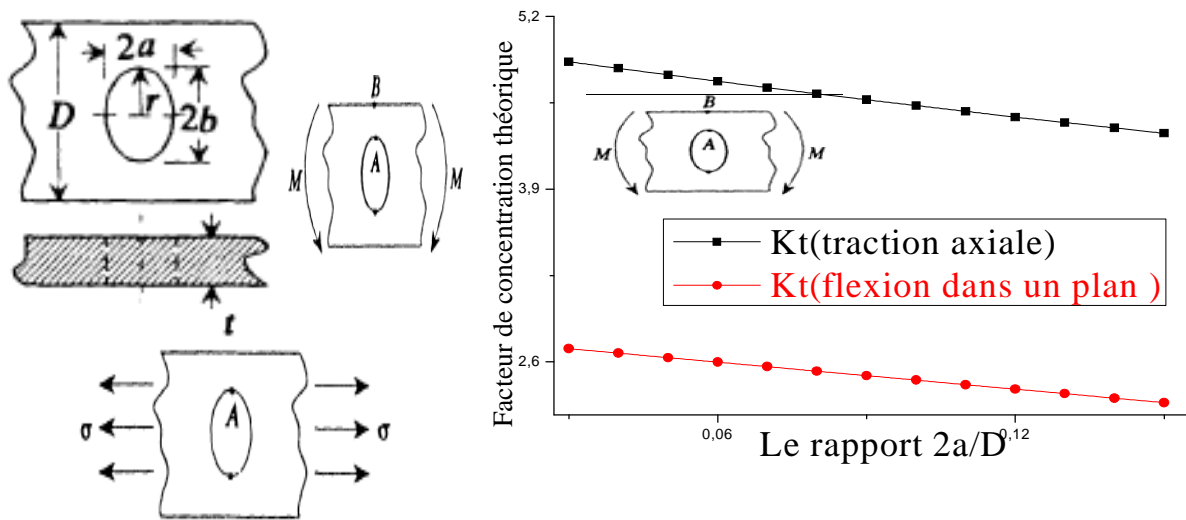 2a
D
r
2b
t
B
A
M
M
A
σ
σ
Facteur de concentration théorique
5,2
3,9
2,6
B
A
M
M
Kt(traction axiale)
Kt(flexion dans un plan )
0,06
0,12
Le rapport 2a/D